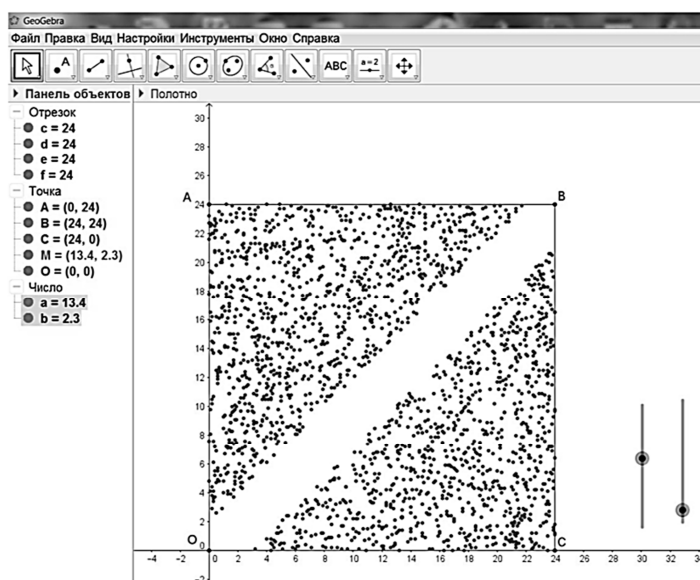 GeoGebra
Файл Правка Вид Настройки Инструменты Окно Справка
A ABC a=2
Панель объектов
Полотно
Отрезок
c = 24
d = 24
e = 24
f = 24
Точка
A = (0, 24)
B = (24, 24)
C = (24, 0)
M = (13.4, 2.3)
O = (0, 0)
Число
a = 13.4
b = 2.3
30
28
26
A 24 B
22
20
18
16
14
12
10
8
6
4
2
O 0 C
-4 -2 0 2 4 6 8 10 12 14 16 18 20 22 24 26 28 30 32
-2